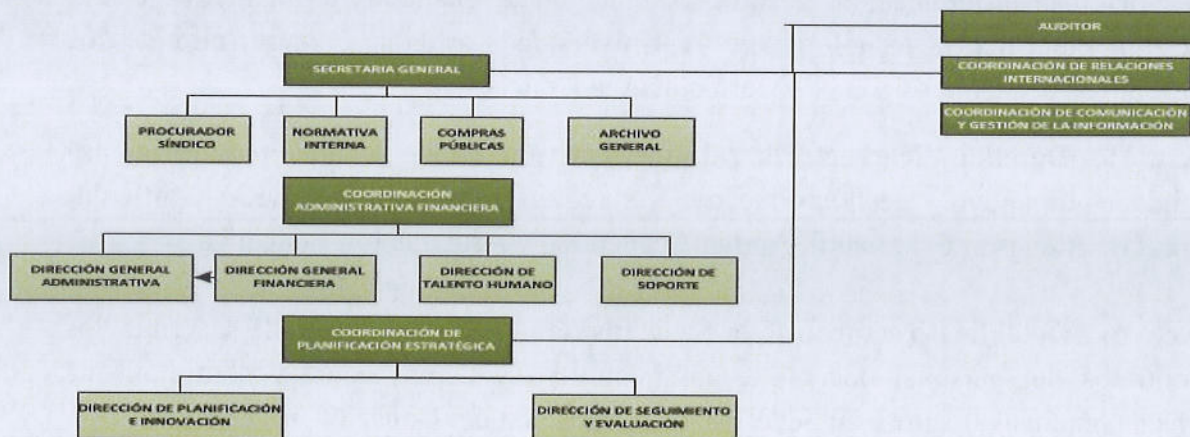 AUDITOR
SECRETARIA GENERAL
COORDINACIÓN DE RELACIONES
INTERNACIONALES
COORDINACIÓN DE COMUNICACIÓN
Y GESTIÓN DE LA INFORMACIÓN
PROCURADOR
SÍNDICO
NORMATIVA
INTERNA
COMPRAS
PÚBLICAS
ARCHIVO
GENERAL
COORDINACIÓN
ADMINISTRATIVA FINANCIERA
DIRECCIÓN GENERAL
ADMINISTRATIVA
DIRECCIÓN GENERAL
FINANCIERA
DIRECCIÓN DE
TALENTO HUMANO
DIRECCIÓN DE
SOPORTE
COORDINACIÓN DE
PLANIFICACIÓN ESTRATÉGICA
DIRECCIÓN DE PLANIFICACIÓN
E INNOVACIÓN
DIRECCIÓN DE SEGUIMIENTO
Y EVALUACIÓN